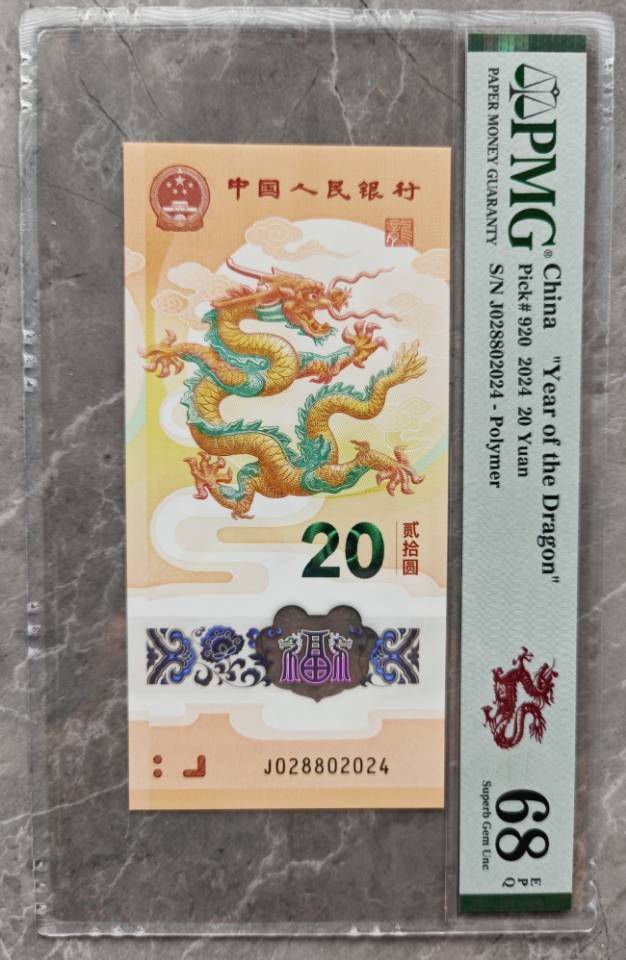 中国人民银行
20
贰拾圆
福
J028802024
PMG®
PAPER MONEY GUARANTY
China "Year of the Dragon"
Pick# 920 2024 20 Yuan
S/N J028802024 - Polymer
68
EPQ
Superb Gem Unc